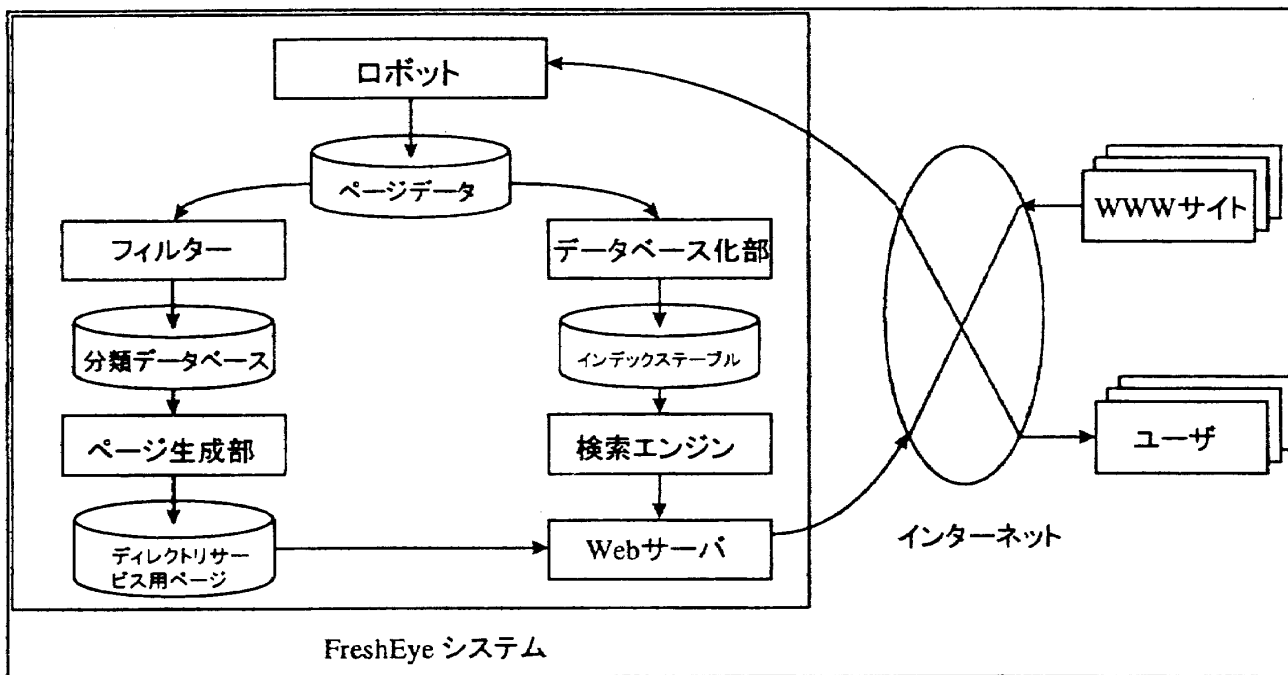 ロボット
ページデータ
WWWサイト
フィルター
データベース化部
分類データベース
インデックステーブル
ページ生成部
検索エンジン
ユーザ
ディレクトリサー
ビス用ページ
Webサーバ
インターネット
FreshEye システム